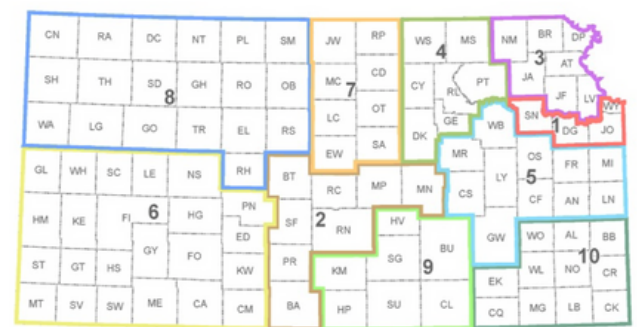 CN RA DC NT PL SM JW RP WS MS NM BR DP
4
3
MC CD AT
SH TH SD GH RO OB CY RL PT JA
8
7
JF LV
OT WY
LC GE WB SN 1
WA LG GO TR EL RS SA DK DG JO
EW MR OS
GL WH SC LE NS RH BT FR MI
RC MP MN LY 5
CS
6
PN 2
HM KE FI HG SF CF AN LN
RN HV
ED
GY FO BU GW WO AL BB
SG
ST GT HS PR KM 9 10
KW EK WL NO CR
MT SV SW ME CA CM BA HP SU CL CQ MG LB CK